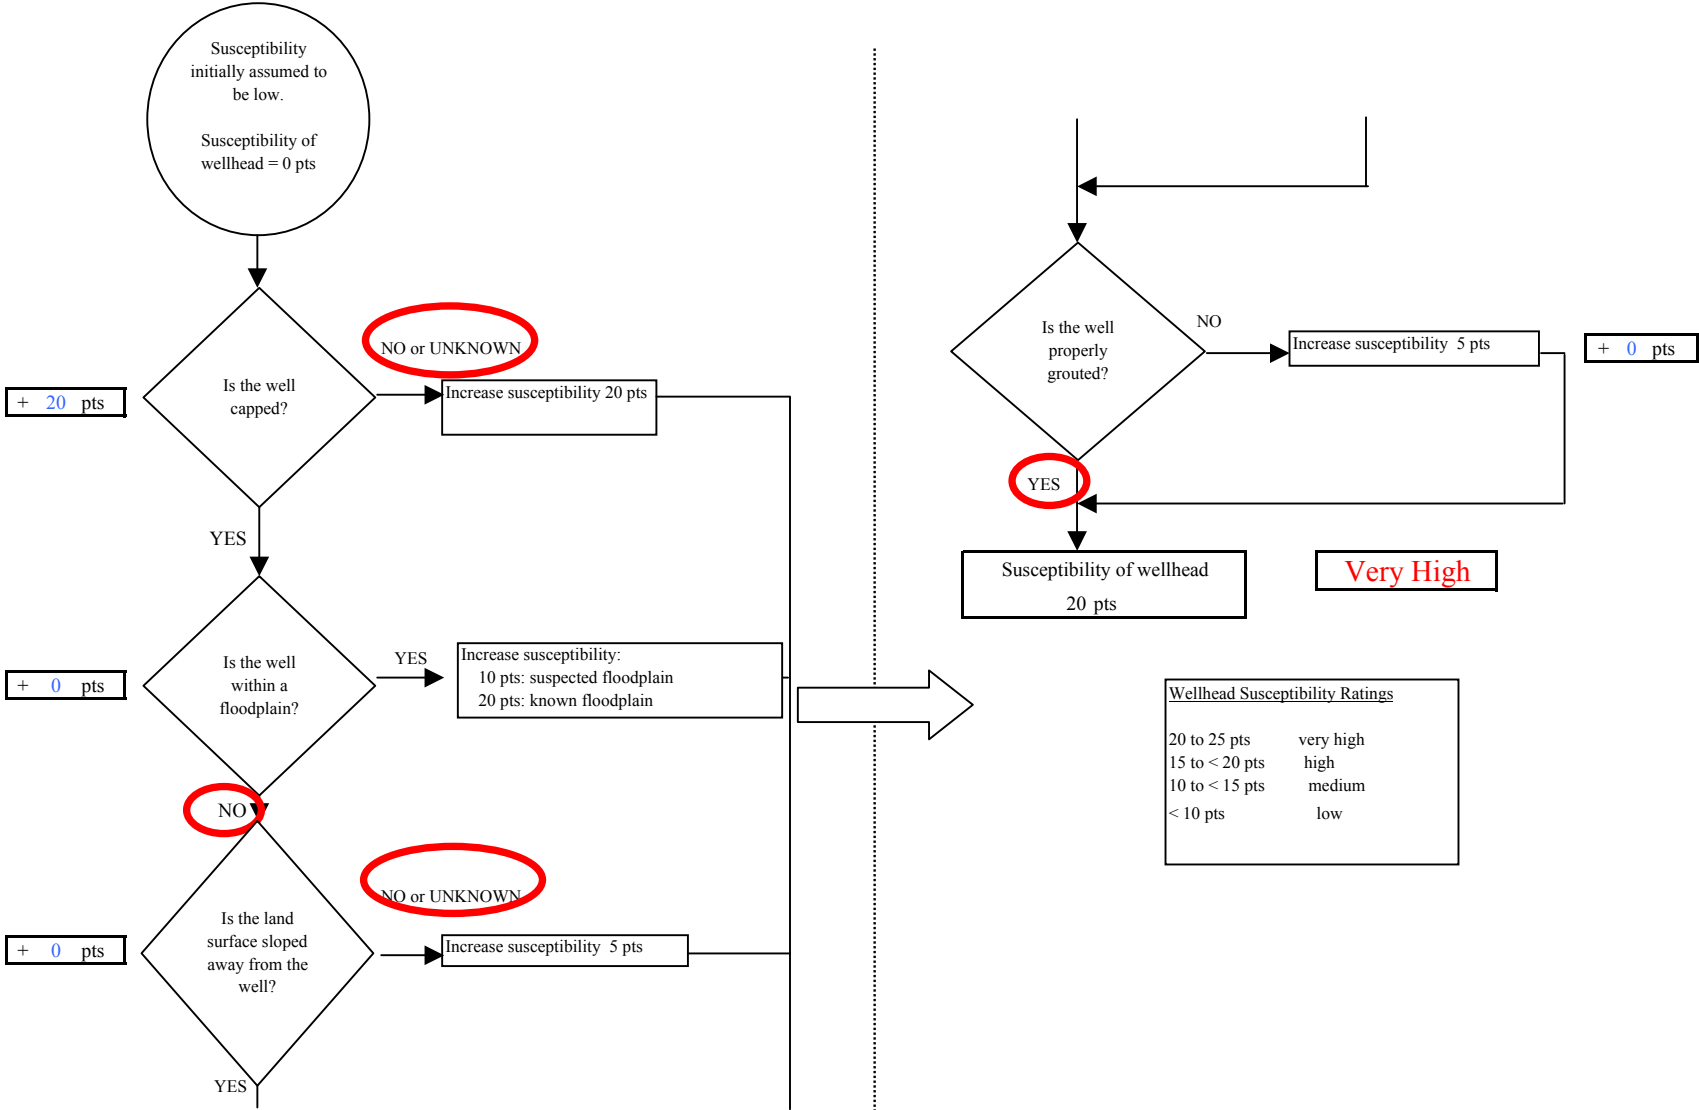 Susceptibility
initially assumed to
be low.
Susceptibility of
wellhead = 0 pts
NO or UNKNOWN
+ 20 pts
Is the well
capped?
Increase susceptibility 20 pts
YES
+ 0 pts
Is the well
within a
floodplain?
YES
Increase susceptibility:
10 pts: suspected floodplain
20 pts: known floodplain
NO
NO or UNKNOWN
+ 0 pts
Is the land
surface sloped
away from the
well?
Increase susceptibility 5 pts
YES
Is the well
properly
grouted?
NO
Increase susceptibility 5 pts
+ 0 pts
YES
Susceptibility of wellhead
20 pts
Very High
Wellhead Susceptibility Ratings
20 to 25 pts very high
15 to < 20 pts high
10 to < 15 pts medium
< 10 pts low